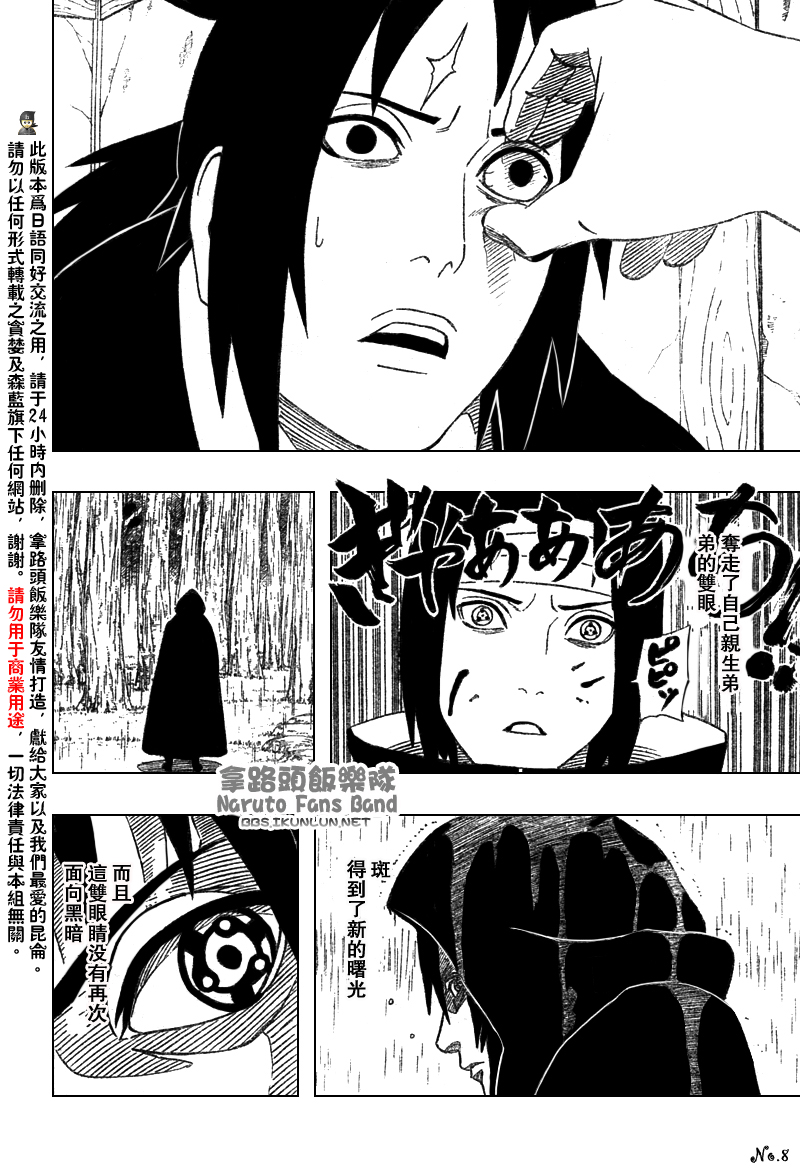 此版本爲日語同好交流之用，請于24小時内删除，拿路頭飯樂隊友情打造，獻給大家以及我們最愛的昆侖。
請勿以任何形式轉載之貪婪及森藍旗下任何網站，謝謝。請勿用于商業用途，一切法律責任與本組無關。
奪走了自己親生弟
弟的雙眼
ぎゃあああああっ!!
ピピッ
拿路頭飯樂隊
Naruto Fans Band
BBS.IKUNLUN.NET
斑
得到了新的曙光
而且
這雙眼睛没有再次
面向黑暗
No.8